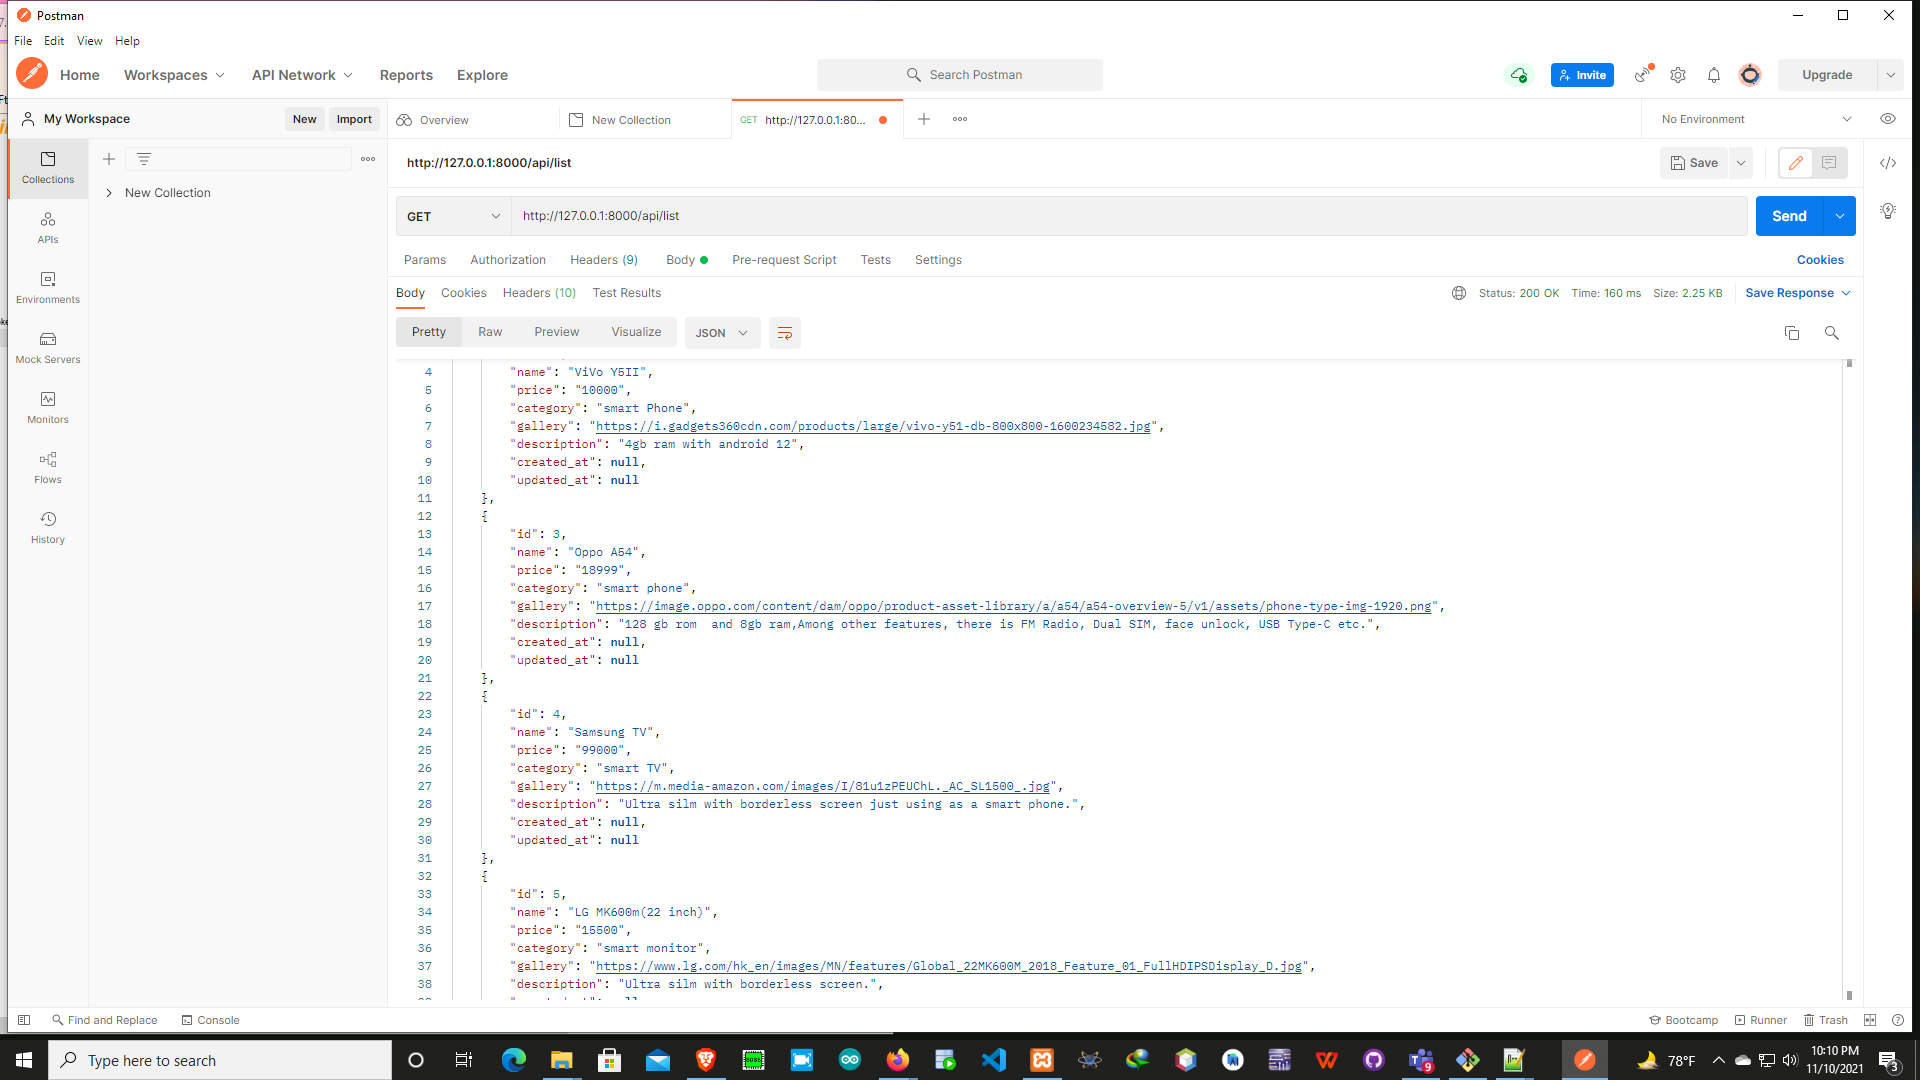 Postman
File Edit View Help
Home Workspaces API Network Reports Explore
Search Postman
Invite
Upgrade
My Workspace
New Import
Overview
New Collection
GET http://127.0.0.1:80...
No Environment
Collections
APIs
Environments
Mock Servers
Monitors
Flows
History
New Collection
http://127.0.0.1:8000/api/list
Save
GET http://127.0.0.1:8000/api/list
Send
Params Authorization Headers (9) Body Pre-request Script Tests Settings
Cookies
Body Cookies Headers (10) Test Results
Status: 200 OK Time: 160 ms Size: 2.25 KB Save Response
Pretty Raw Preview Visualize JSON
4 "name": "ViVo Y5II",
5 "price": "10000",
6 "category": "smart Phone",
7 "gallery": "https://i.gadgets360cdn.com/products/large/vivo-y51-db-800x800-1600234582.jpg",
8 "description": "4gb ram with android 12",
9 "created_at": null,
10 "updated_at": null
11 },
12 {
13 "id": 3,
14 "name": "Oppo A54",
15 "price": "18999",
16 "category": "smart phone",
17 "gallery": "https://image.oppo.com/content/dam/oppo/product-asset-library/a/a54/a54-overview-5/v1/assets/phone-type-img-1920.png",
18 "description": "128 gb rom  and 8gb ram,Among other features, there is FM Radio, Dual SIM, face unlock, USB Type-C etc.",
19 "created_at": null,
20 "updated_at": null
21 },
22 {
23 "id": 4,
24 "name": "Samsung TV",
25 "price": "99000",
26 "category": "smart TV",
27 "gallery": "https://m.media-amazon.com/images/I/81u1zPEUChL._AC_SL1500_.jpg",
28 "description": "Ultra silm with borderless screen just using as a smart phone.",
29 "created_at": null,
30 "updated_at": null
31 },
32 {
33 "id": 5,
34 "name": "LG MK600m(22 inch)",
35 "price": "15500",
36 "category": "smart monitor",
37 "gallery": "https://www.lg.com/hk_en/images/MN/features/Global_22MK600M_2018_Feature_01_FullHDIPSDisplay_D.jpg",
38 "description": "Ultra silm with borderless screen.",
Find and Replace Console
Bootcamp Runner Trash
Type here to search
9
78°F
10:10 PM
11/10/2021
3